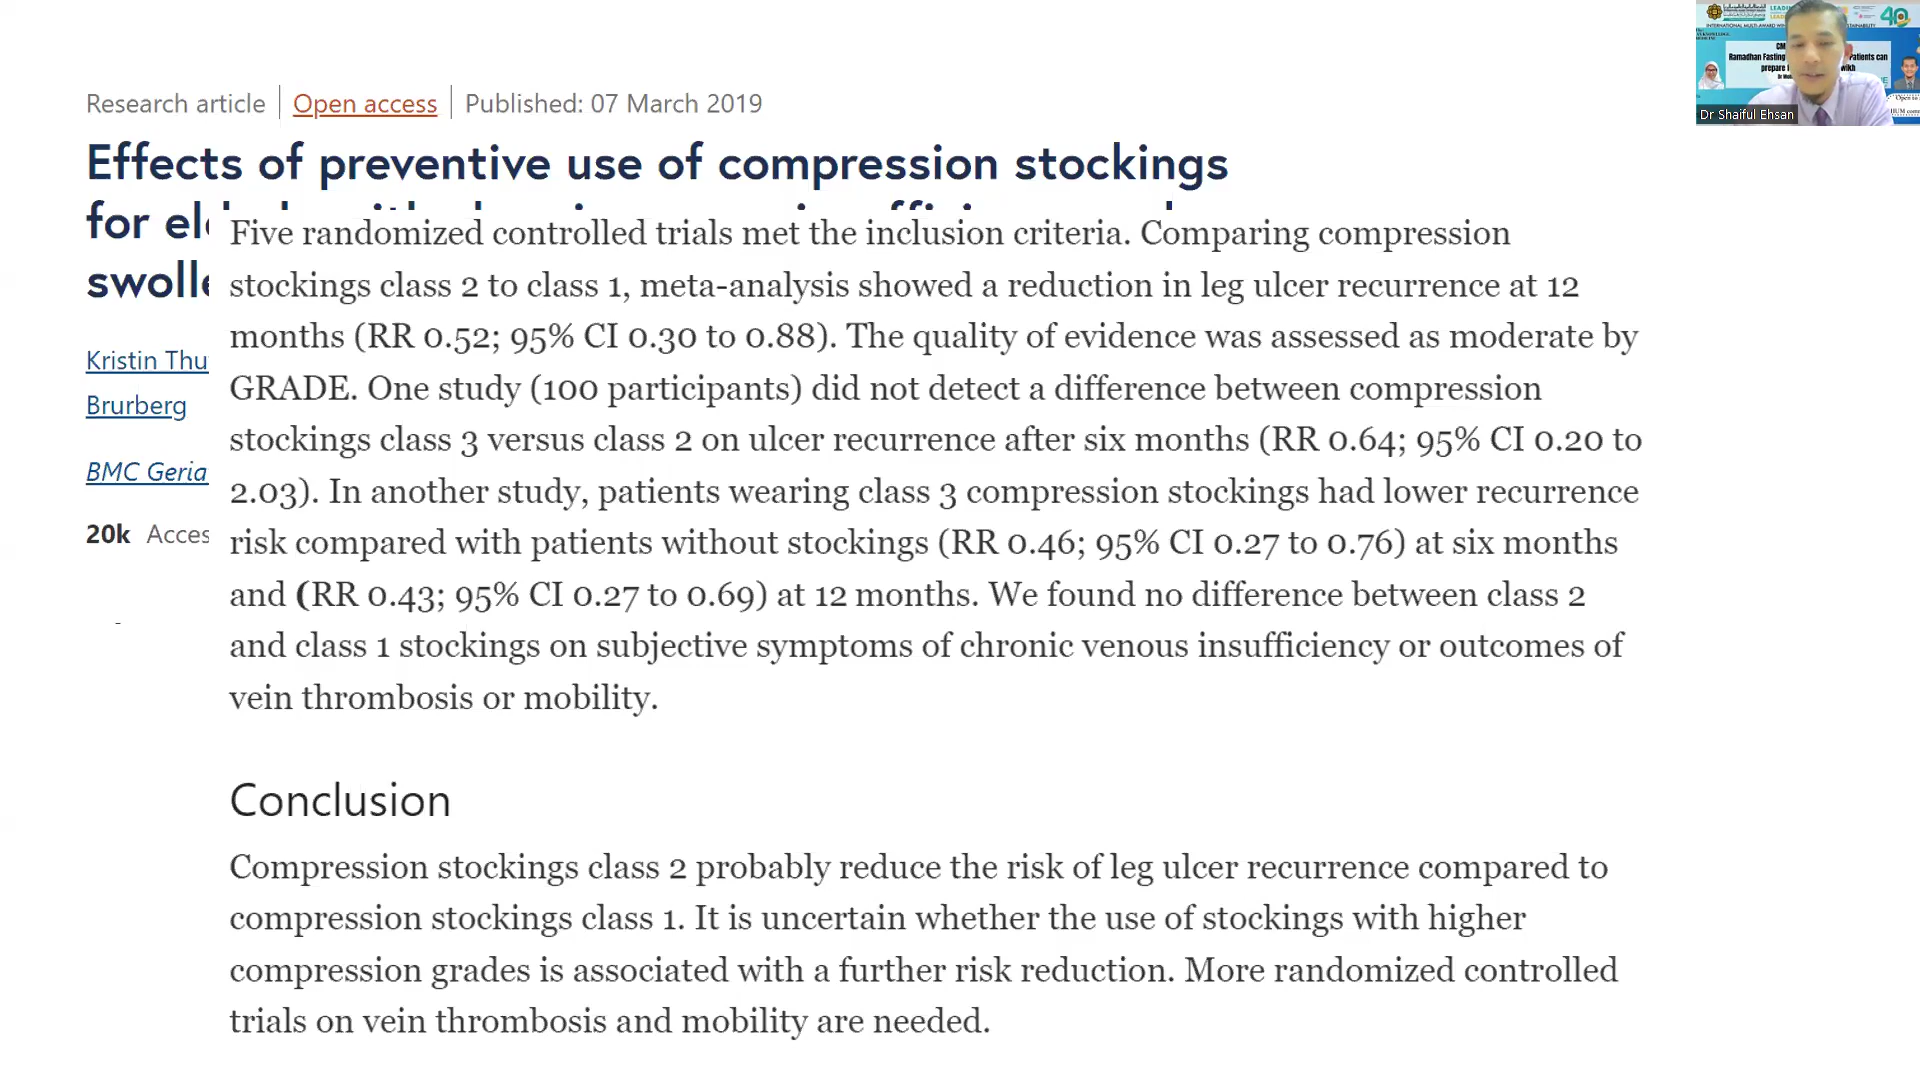 Research article | Open access | Published: 07 March 2019
Effects of preventive use of compression stockings
for
swolle
Five randomized controlled trials met the inclusion criteria. Comparing compression
stockings class 2 to class 1, meta-analysis showed a reduction in leg ulcer recurrence at 12
months (RR 0.52; 95% CI 0.30 to 0.88). The quality of evidence was assessed as moderate by
GRADE. One study (100 participants) did not detect a difference between compression
stockings class 3 versus class 2 on ulcer recurrence after six months (RR 0.64; 95% CI 0.20 to
2.03). In another study, patients wearing class 3 compression stockings had lower recurrence
risk compared with patients without stockings (RR 0.46; 95% CI 0.27 to 0.76) at six months
and (RR 0.43; 95% CI 0.27 to 0.69) at 12 months. We found no difference between class 2
and class 1 stockings on subjective symptoms of chronic venous insufficiency or outcomes of
vein thrombosis or mobility.
Kristin Thu
Brurberg
BMC Geria
20k Acces
Conclusion
Compression stockings class 2 probably reduce the risk of leg ulcer recurrence compared to
compression stockings class 1. It is uncertain whether the use of stockings with higher
compression grades is associated with a further risk reduction. More randomized controlled
trials on vein thrombosis and mobility are needed.
40
Ramadhan Fasting
Patients can
prepare
Dr Shaiful Ehsan